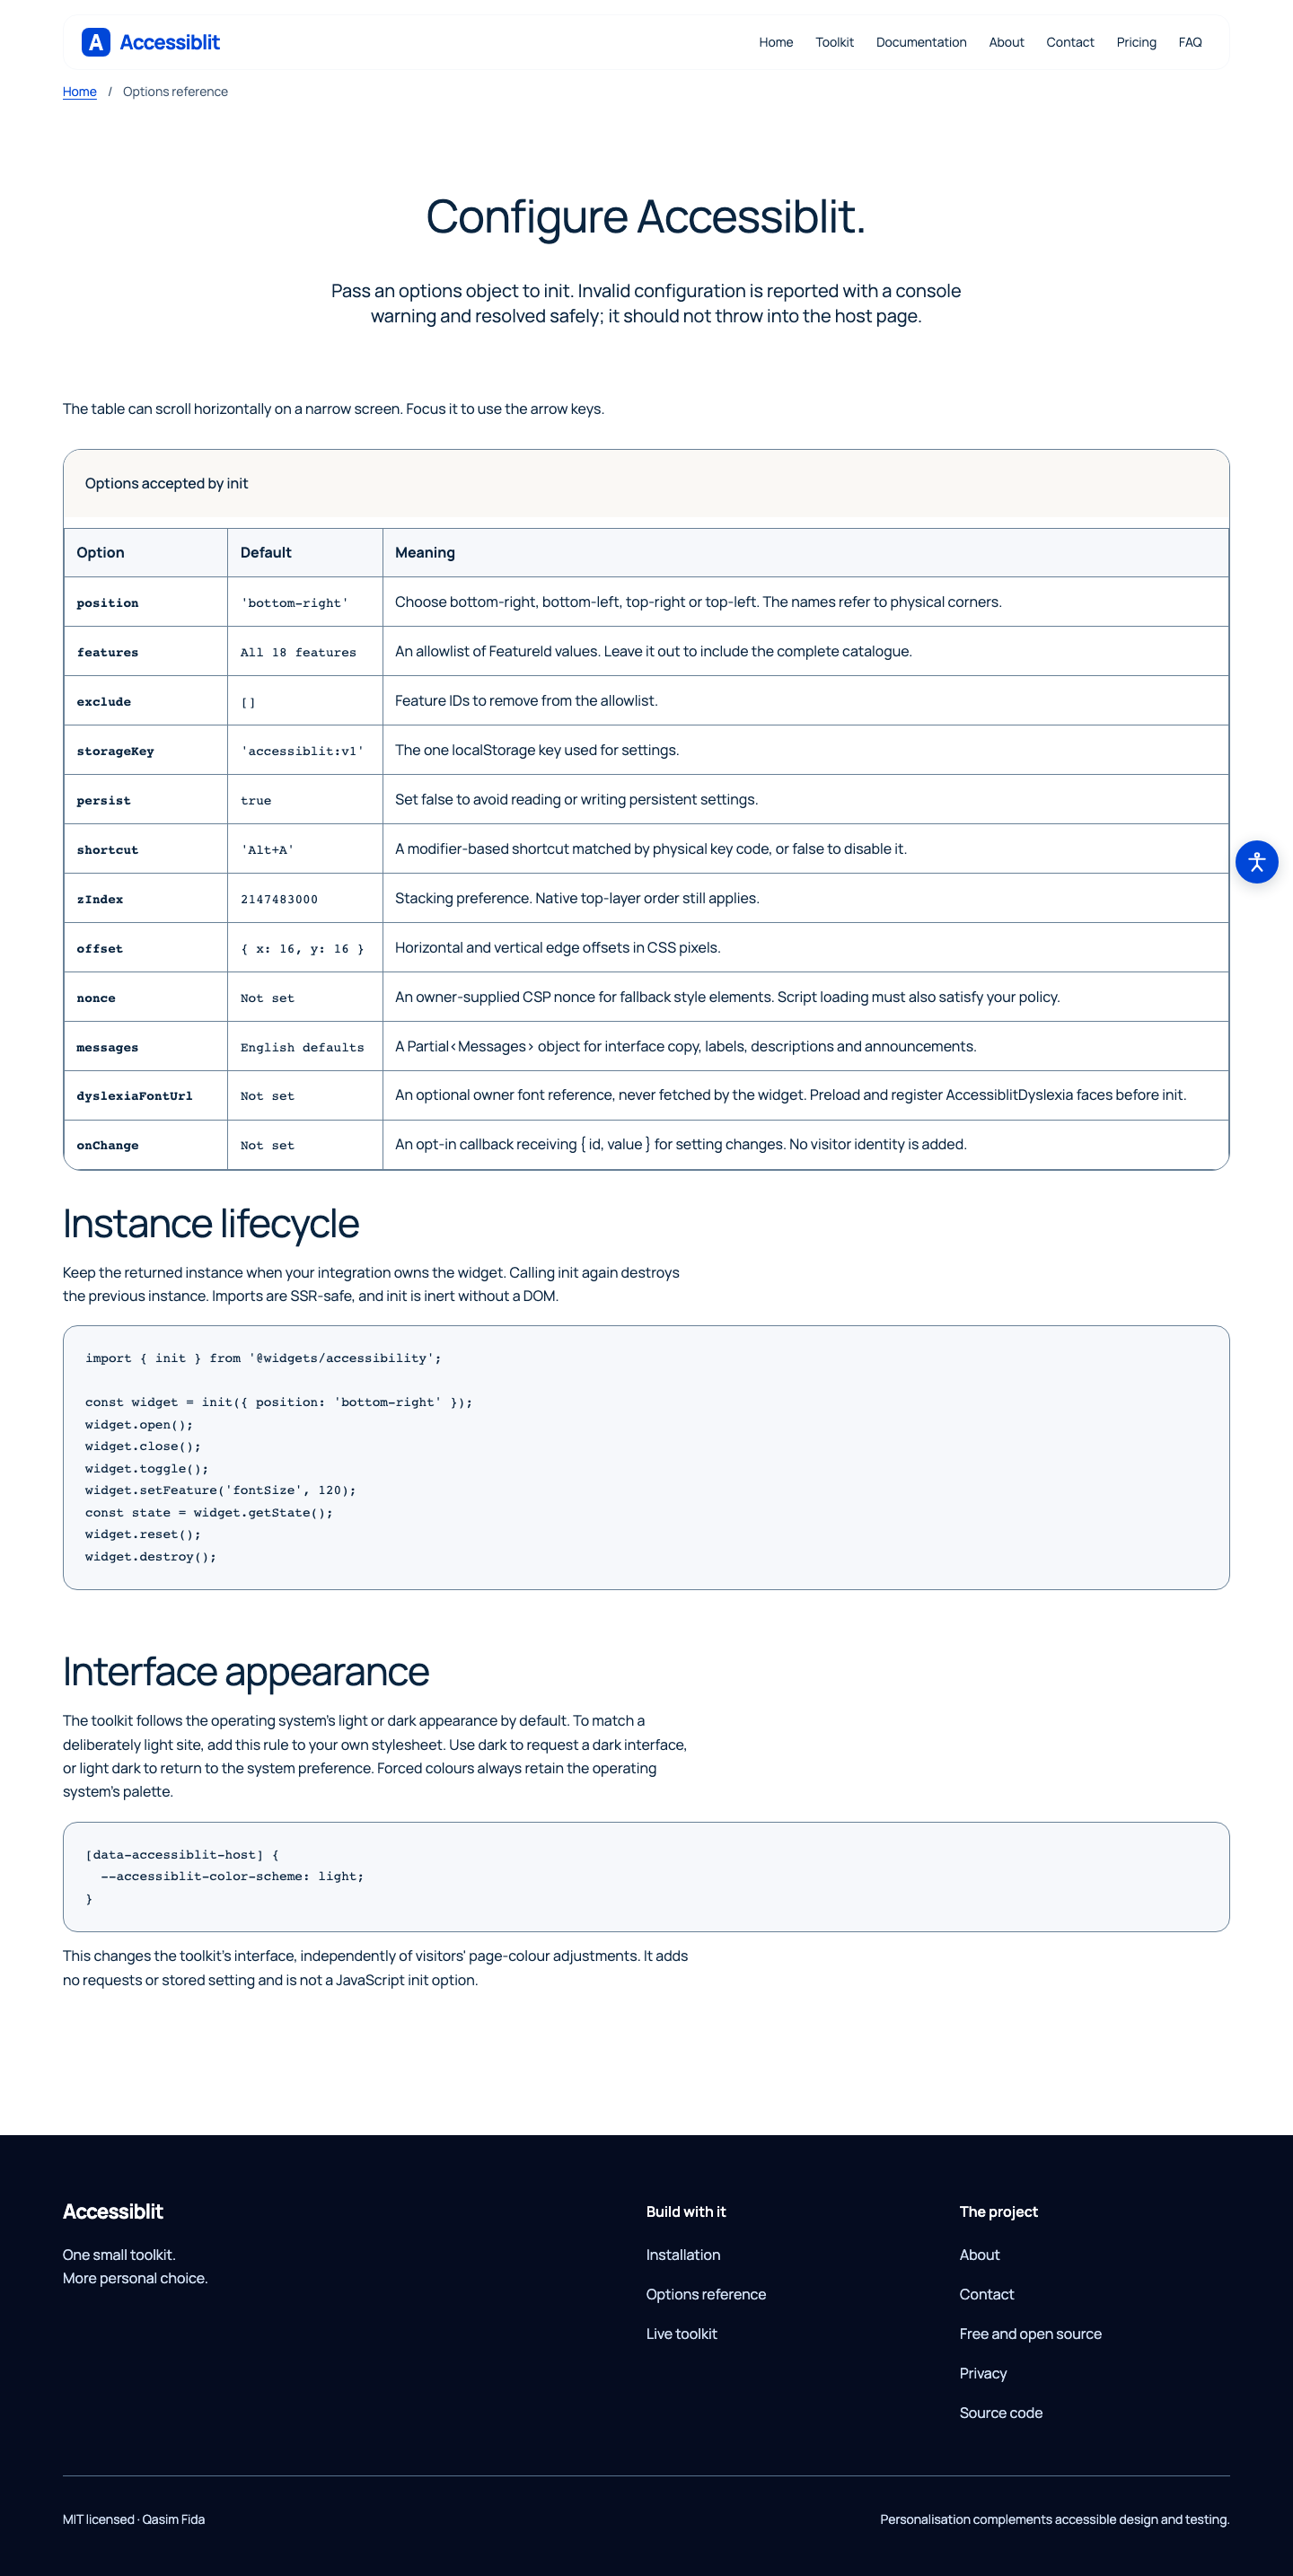 A Accessiblit
Home Toolkit Documentation About Contact Pricing FAQ
Home / Options reference
Configure Accessiblit.
Pass an options object to init. Invalid configuration is reported with a console
warning and resolved safely; it should not throw into the host page.
The table can scroll horizontally on a narrow screen. Focus it to use the arrow keys.
Options accepted by init
Option Default Meaning
position 'bottom-right' Choose bottom-right, bottom-left, top-right or top-left. The names refer to physical corners.
features All 18 features An allowlist of FeatureId values. Leave it out to include the complete catalogue.
exclude [] Feature IDs to remove from the allowlist.
storageKey 'accessiblit:v1' The one localStorage key used for settings.
persist true Set false to avoid reading or writing persistent settings.
shortcut 'Alt+A' A modifier-based shortcut matched by physical key code, or false to disable it.
zIndex 2147483000 Stacking preference. Native top-layer order still applies.
offset { x: 16, y: 16 } Horizontal and vertical edge offsets in CSS pixels.
nonce Not set An owner-supplied CSP nonce for fallback style elements. Script loading must also satisfy your policy.
messages English defaults A Partial<Messages> object for interface copy, labels, descriptions and announcements.
dyslexiaFontUrl Not set An optional owner font reference, never fetched by the widget. Preload and register AccessiblitDyslexia faces before init.
onChange Not set An opt-in callback receiving { id, value } for setting changes. No visitor identity is added.
Instance lifecycle
Keep the returned instance when your integration owns the widget. Calling init again destroys
the previous instance. Imports are SSR-safe, and init is inert without a DOM.
import { init } from '@widgets/accessibility';
const widget = init({ position: 'bottom-right' });
widget.open();
widget.close();
widget.toggle();
widget.setFeature('fontSize', 120);
const state = widget.getState();
widget.reset();
widget.destroy();
Interface appearance
The toolkit follows the operating system's light or dark appearance by default. To match a
deliberately light site, add this rule to your own stylesheet. Use dark to request a dark interface,
or light dark to return to the system preference. Forced colours always retain the operating
system's palette.
[data-accessiblit-host] {
  --accessiblit-color-scheme: light;
}
This changes the toolkit's interface, independently of visitors' page-colour adjustments. It adds
no requests or stored setting and is not a JavaScript init option.
Accessiblit
One small toolkit.
More personal choice.
Build with it
Installation
Options reference
Live toolkit
The project
About
Contact
Free and open source
Privacy
Source code
MIT licensed · Qasim Fida
Personalisation complements accessible design and testing.